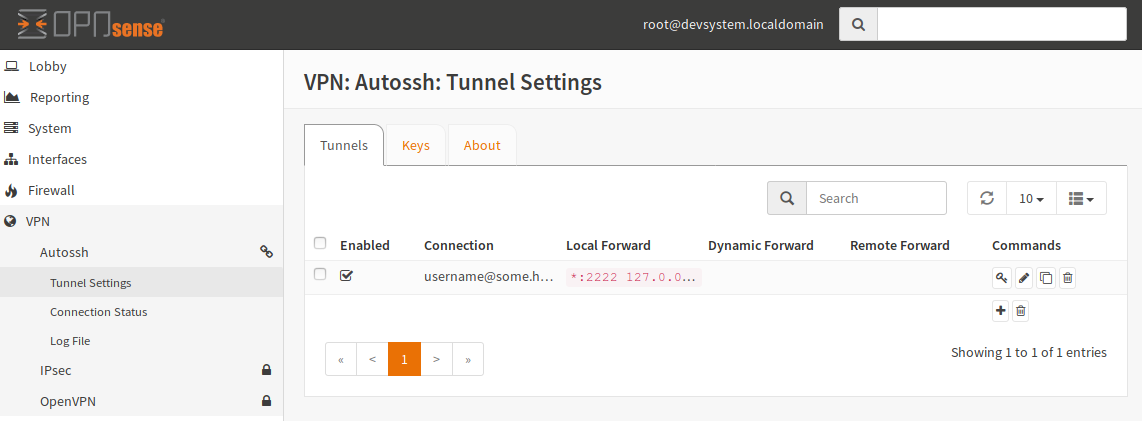 OPNsense
root@devsystem.localdomain
Lobby
Reporting
System
Interfaces
Firewall
VPN
Autossh
Tunnel Settings
Connection Status
Log File
IPsec
OpenVPN
VPN: Autossh: Tunnel Settings
Tunnels Keys About
Search 10
Enabled Connection Local Forward Dynamic Forward Remote Forward Commands
username@some.h... *:2222 127.0.0...
« < 1 > »
Showing 1 to 1 of 1 entries